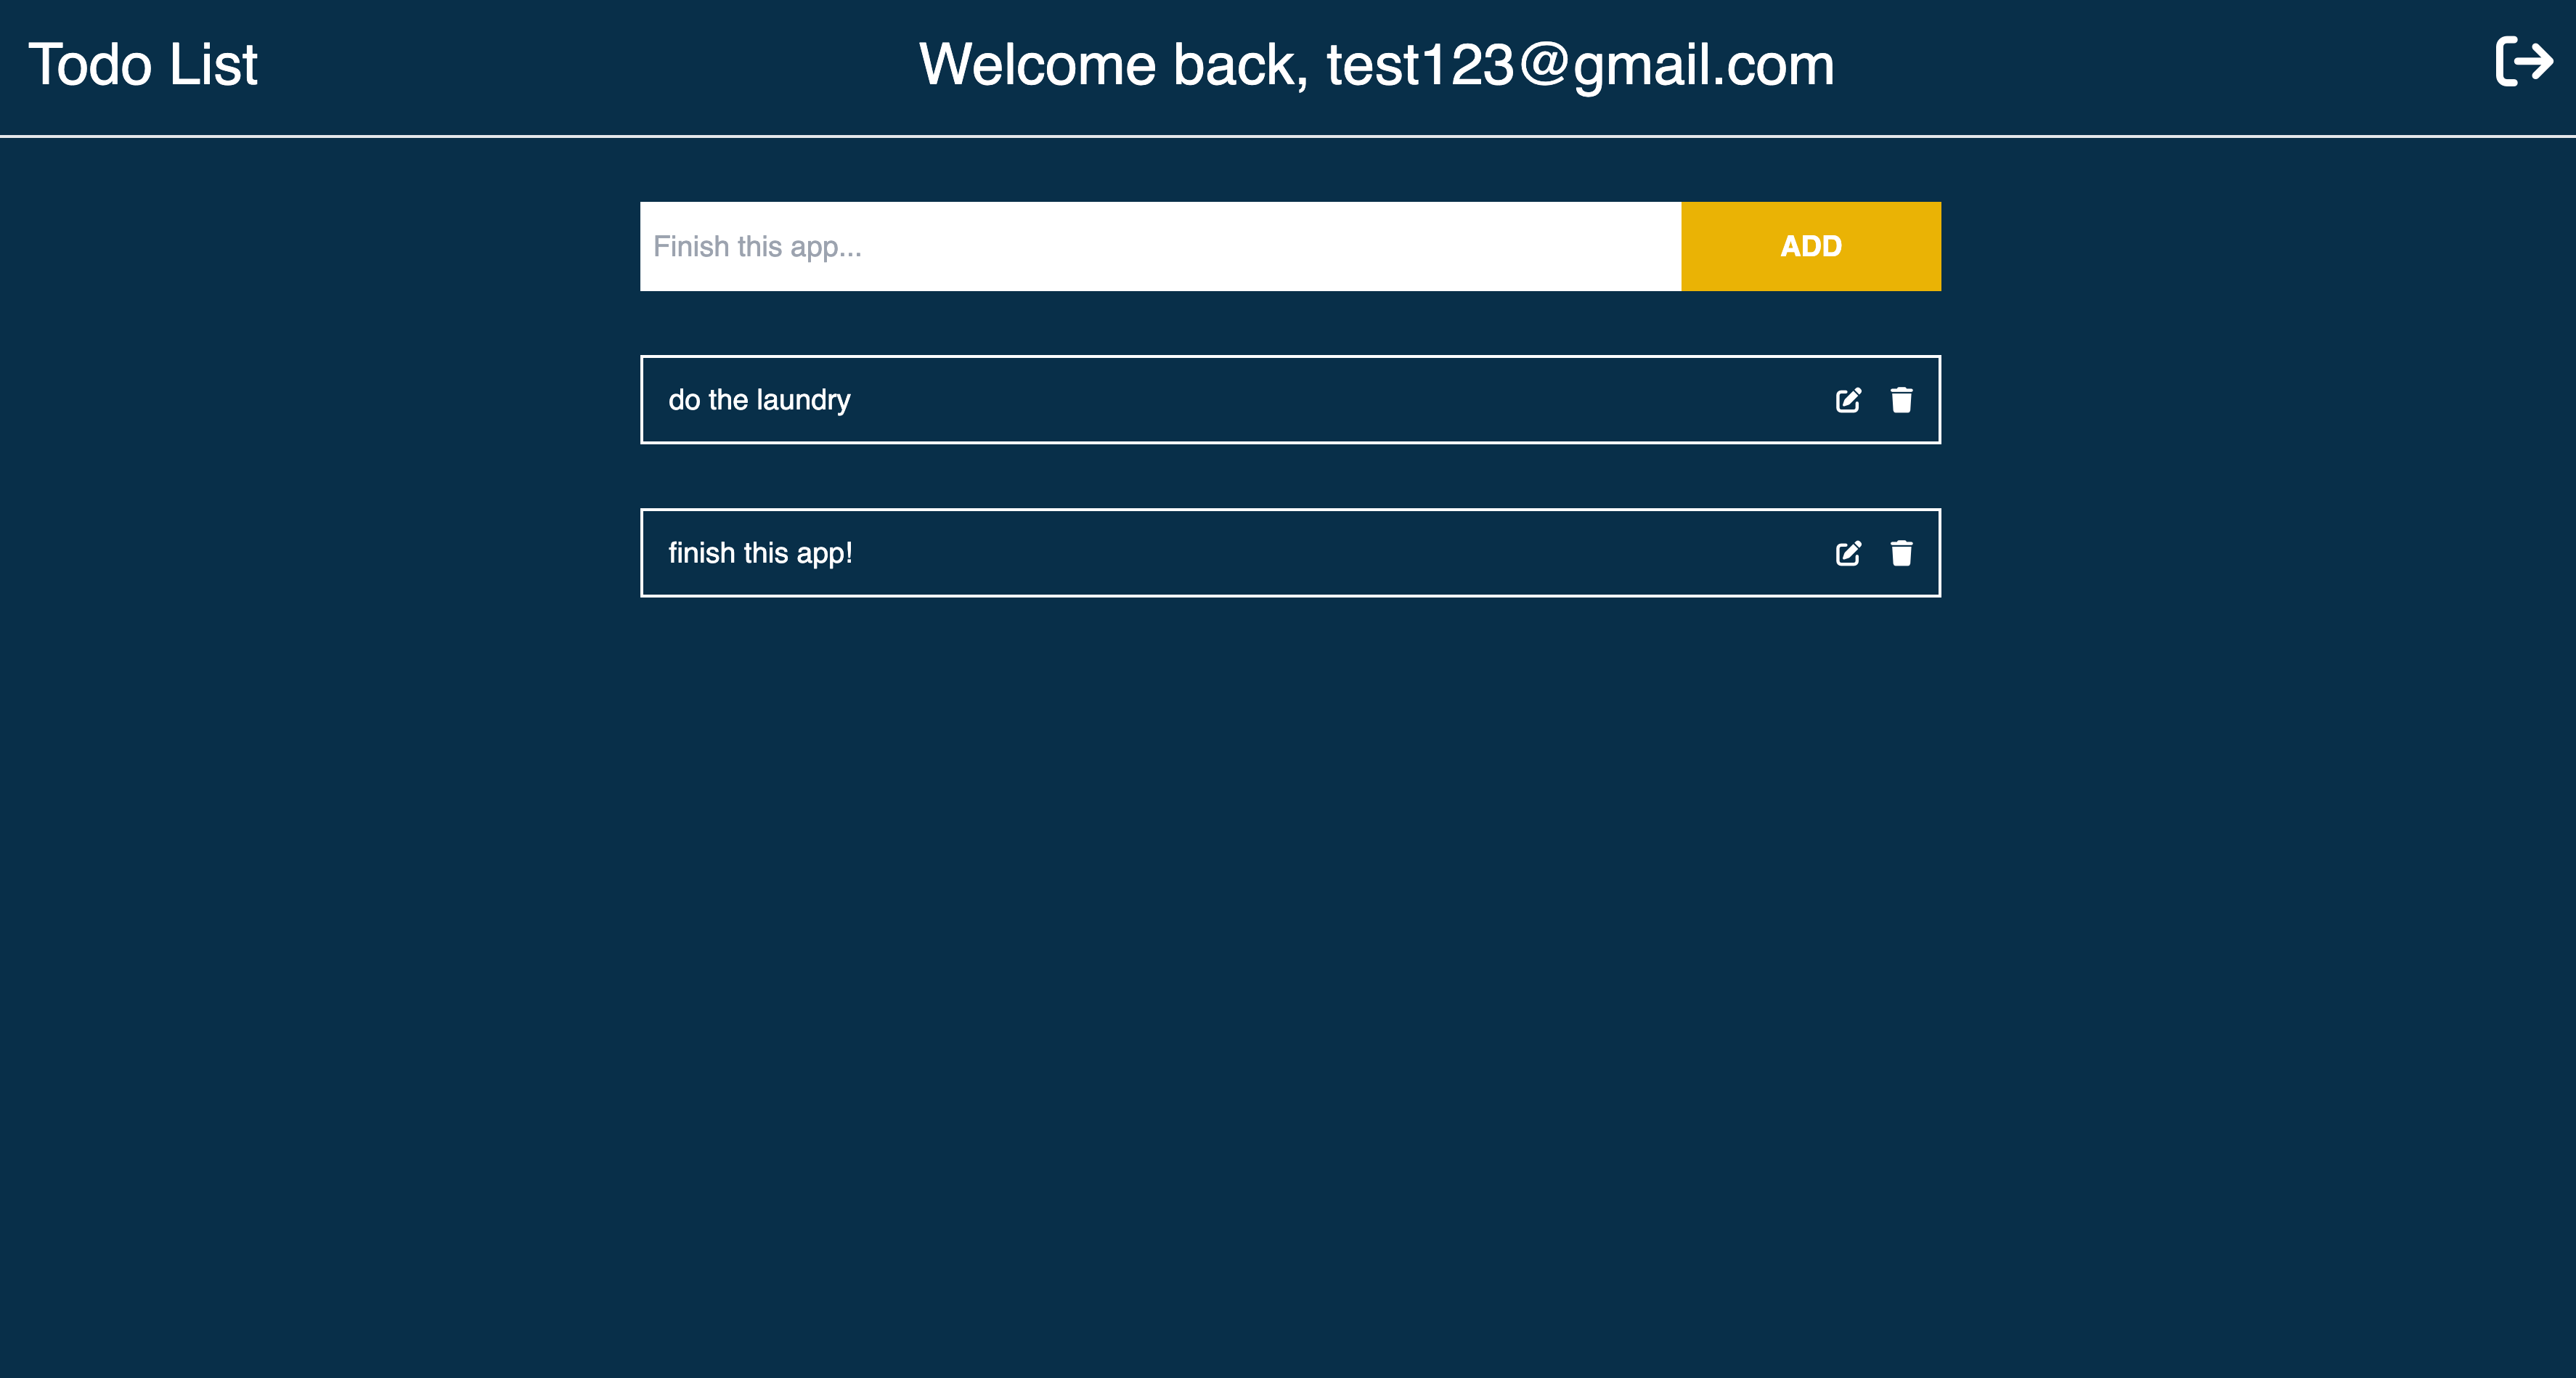 Todo List
Welcome back, test123@gmail.com
Finish this app...
ADD
do the laundry
finish this app!